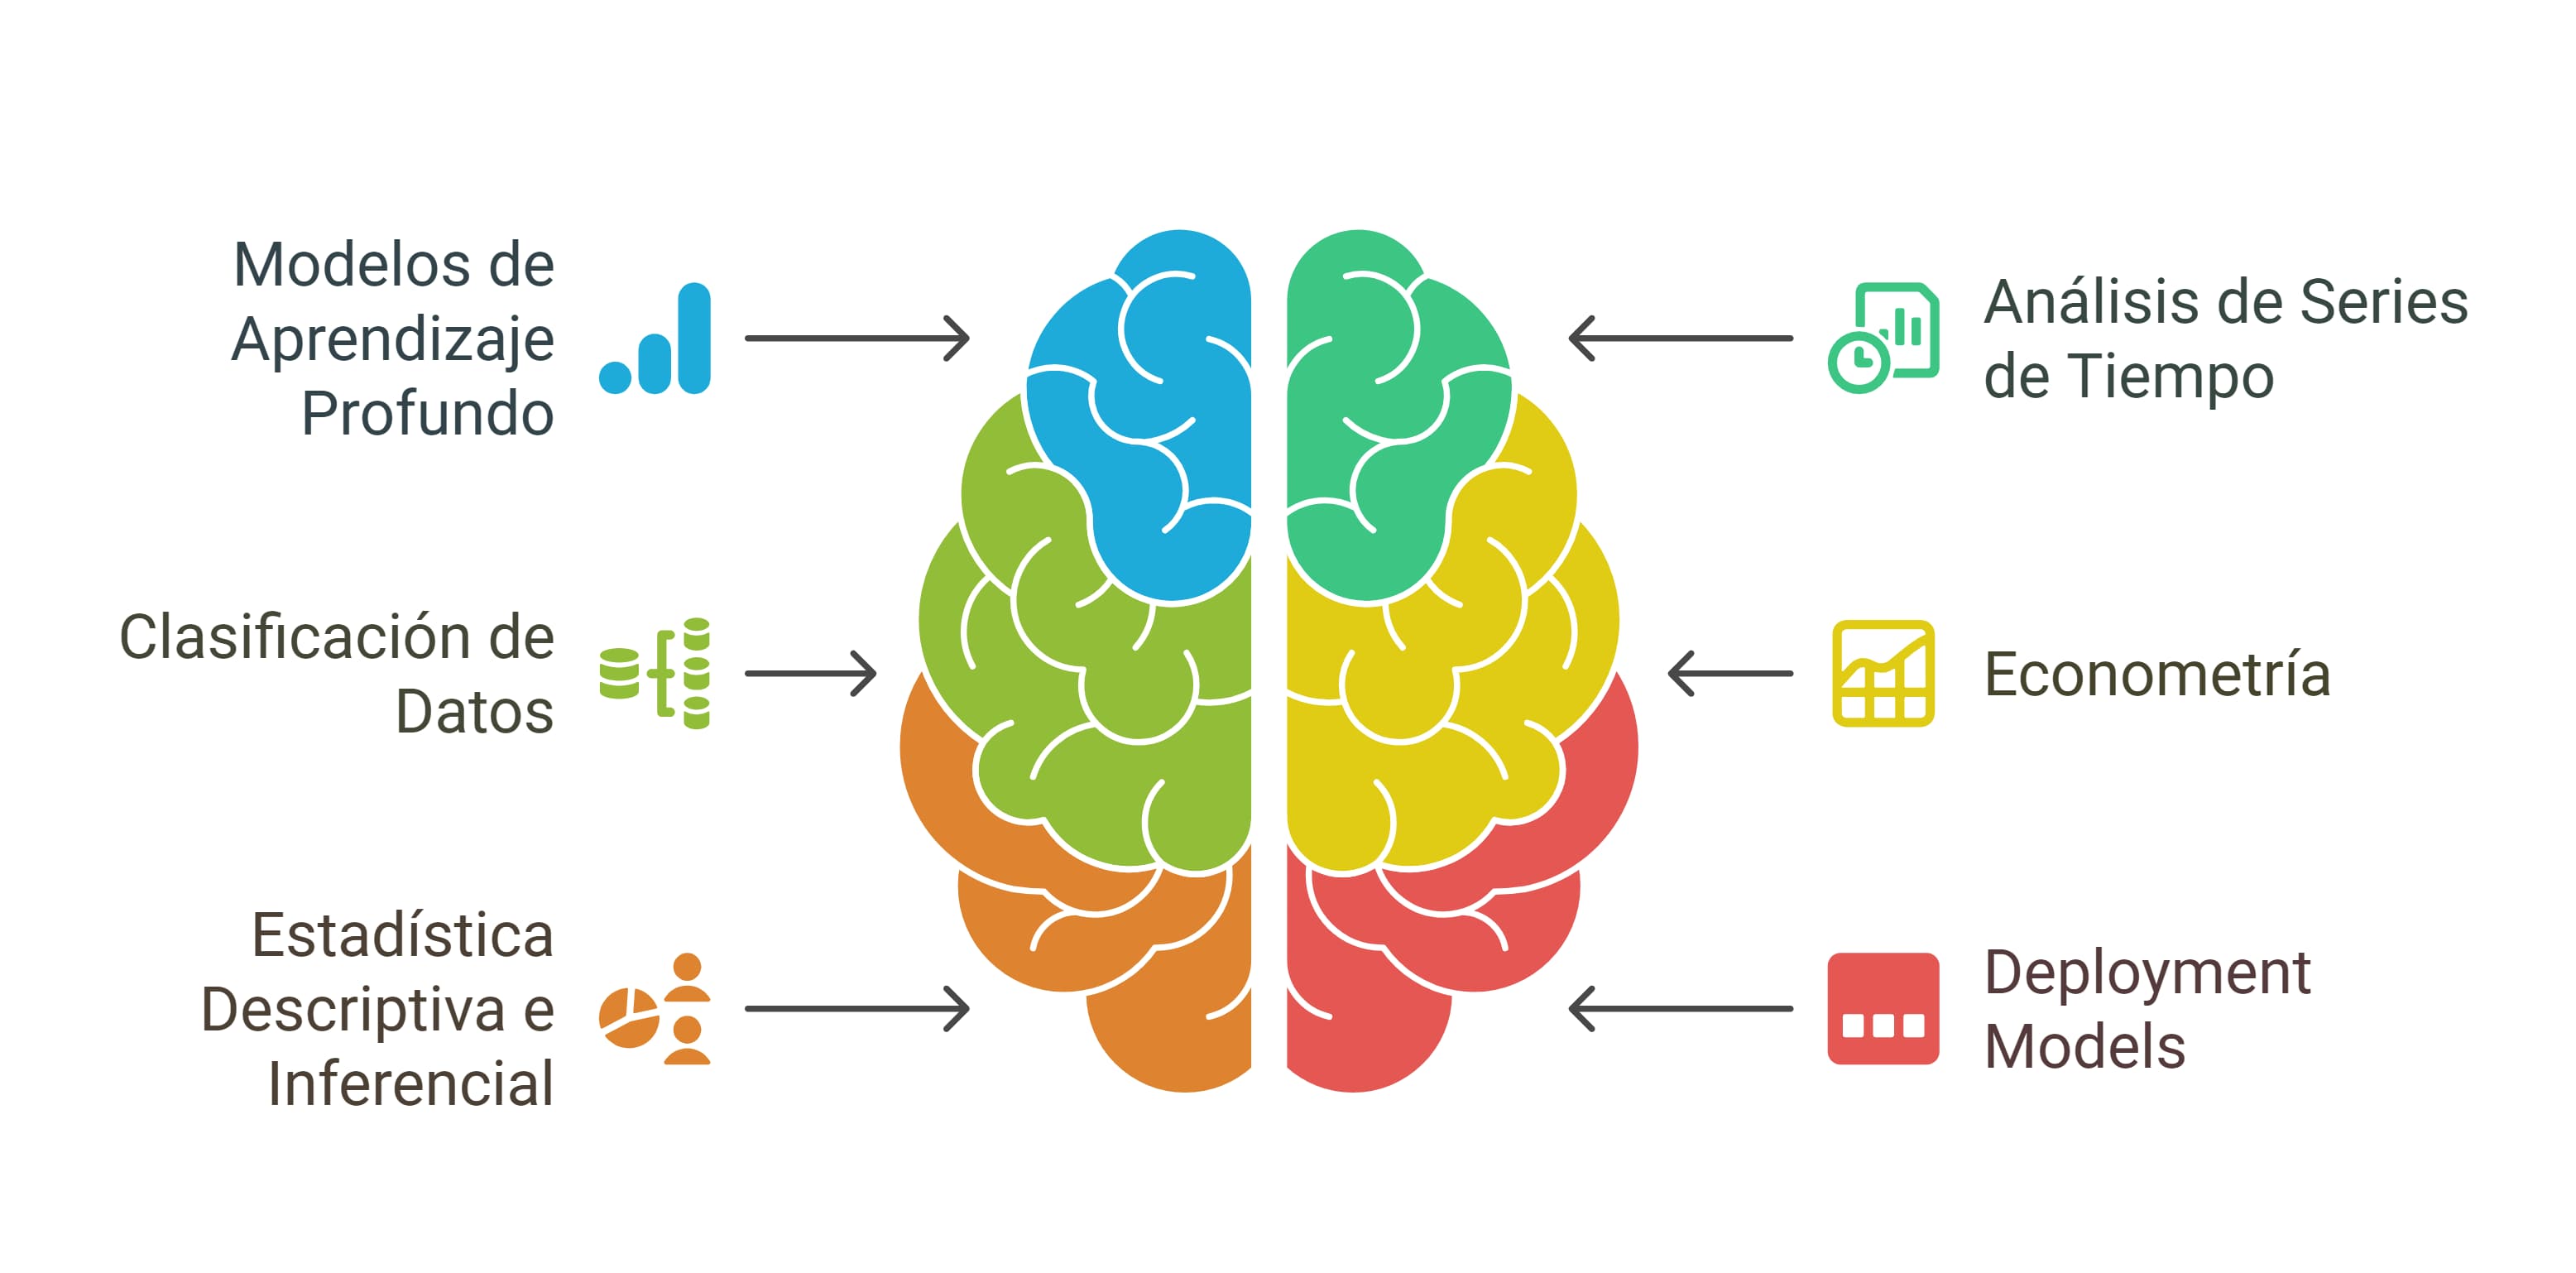 Modelos de
Aprendizaje
Profundo
Clasificación de
Datos
Estadística
Descriptiva e
Inferencial
Análisis de Series
de Tiempo
Econometría
Deployment
Models